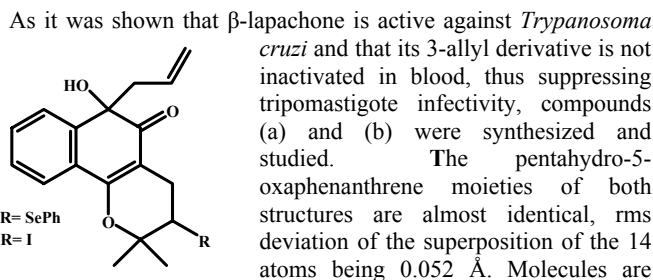 As it was shown that β-lapachone is active against Trypanosoma
cruzi and that its 3-allyl derivative is not
inactivated in blood, thus suppressing
tripomastigote infectivity, compounds
(a) and (b) were synthesized and
studied. The pentahydro-5-
oxaphenanthrene moieties of both
structures are almost identical, rms
deviation of the superposition of the 14
atoms being 0.052 Å. Molecules are
HO
O
O
R
R= SePh
R= I